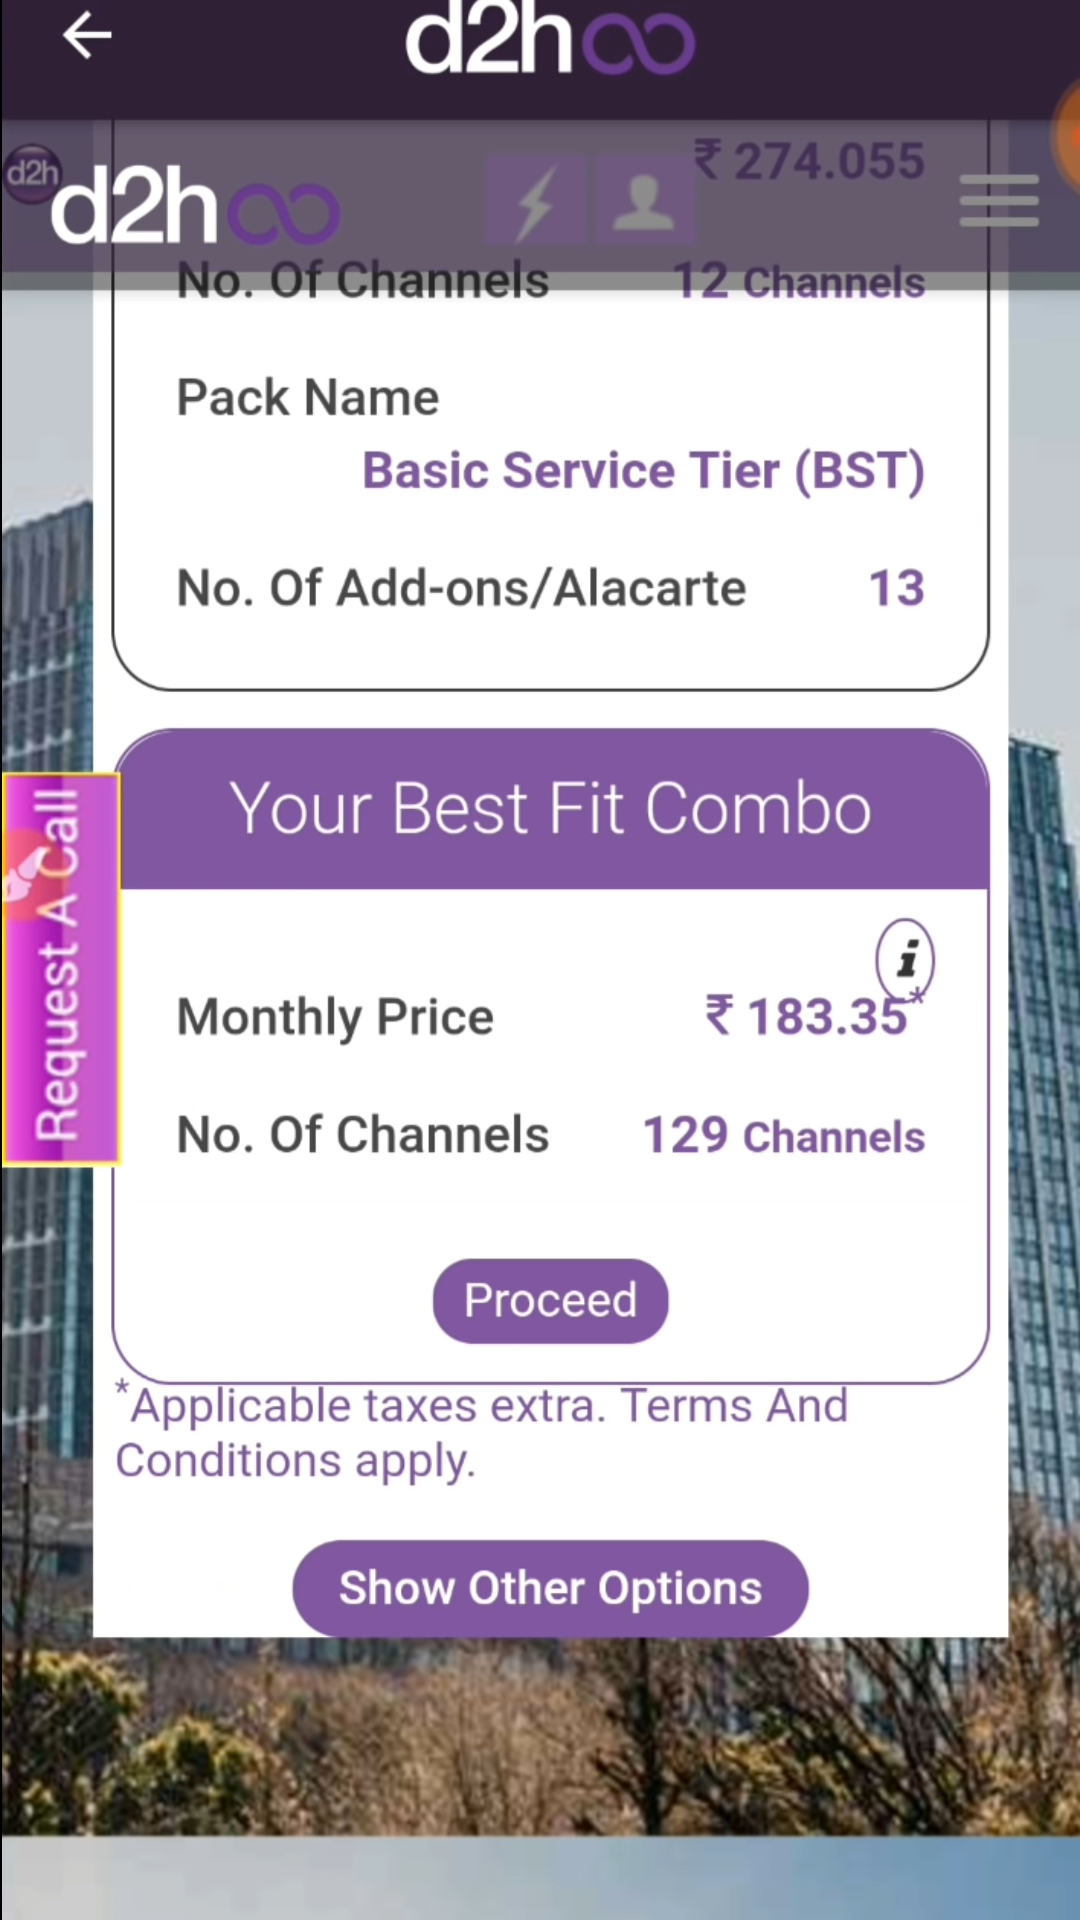 d2h
₹ 274.055
d2h
d2h
No. Of Channels 12 Channels
Pack Name
Basic Service Tier (BST)
No. Of Add-ons/Alacarte 13
Your Best Fit Combo
Request A Call
i
Monthly Price ₹ 183.35*
No. Of Channels 129 Channels
Proceed
*Applicable taxes extra. Terms And
Conditions apply.
Show Other Options